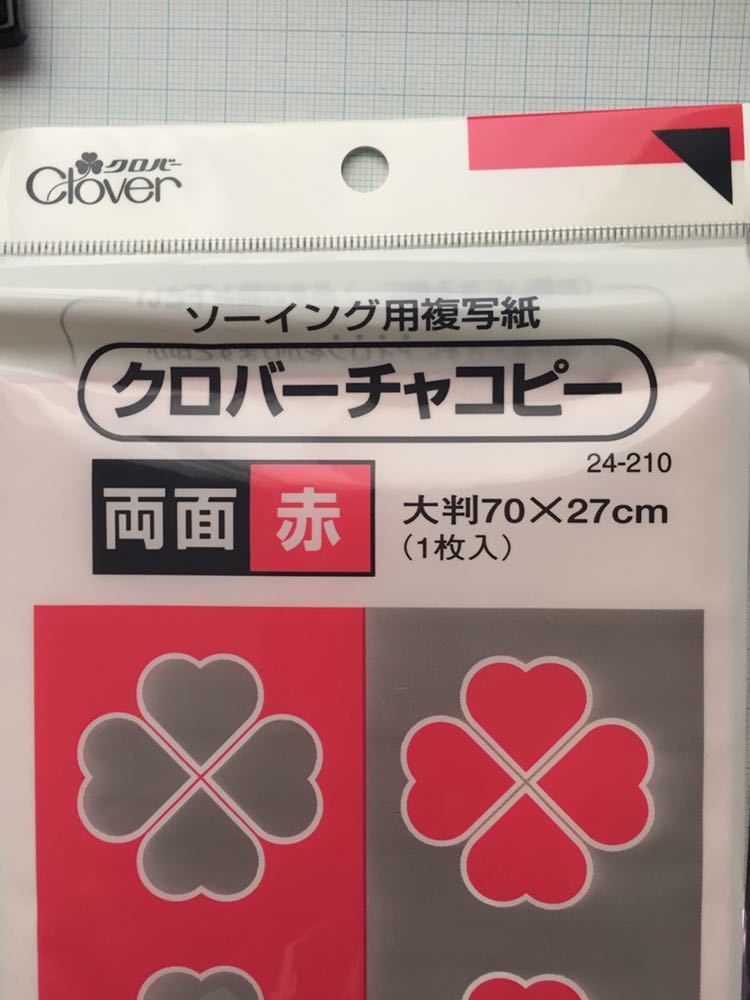 クロバー
Clover
ソーイング用複写紙
クロバーチャコピー
24-210
両面 赤
大判70×27cm
（1枚入）